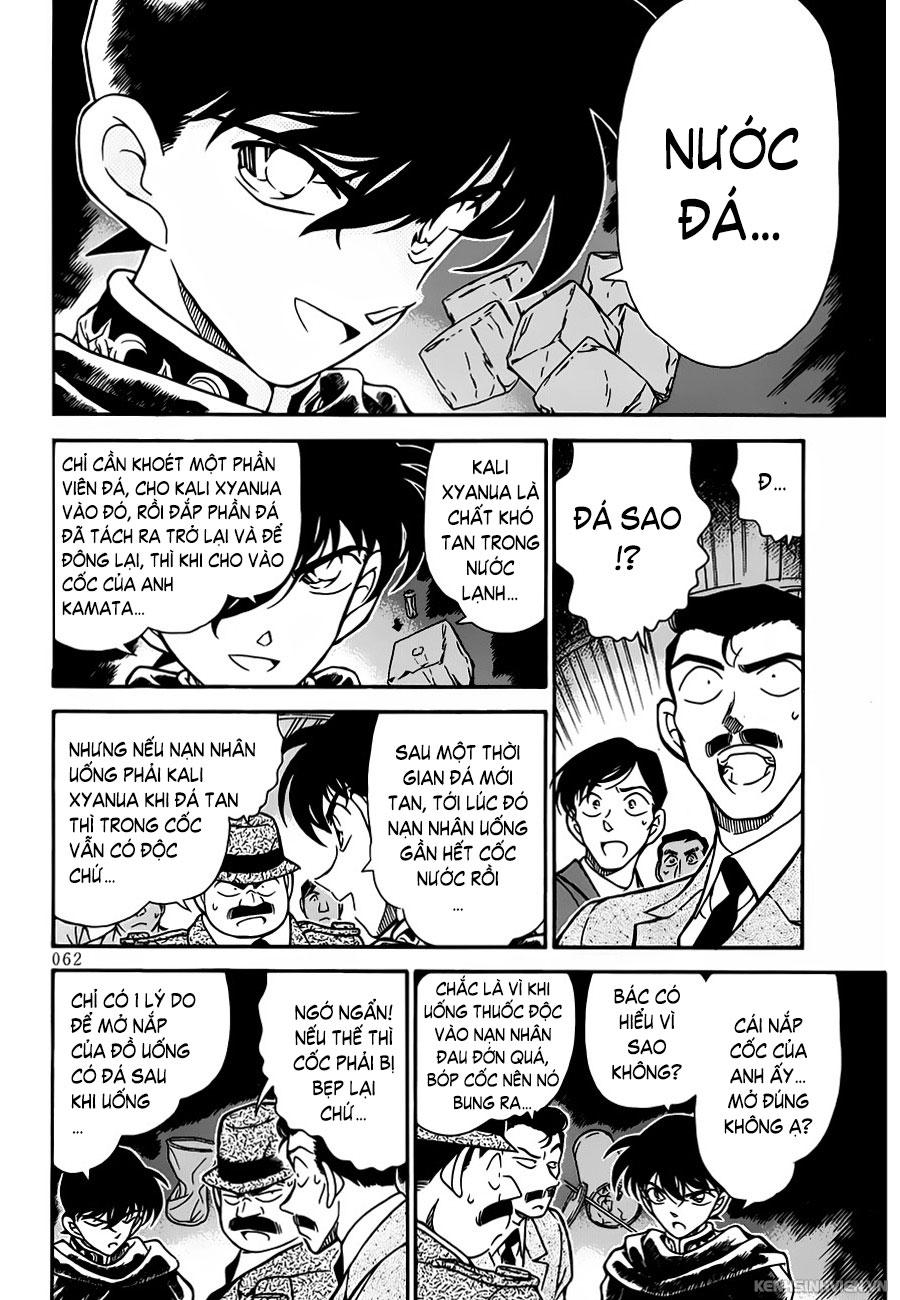 NƯỚC
ĐÁ...
Đ...
ĐÁ SAO
!?
KALI
XYANUA LÀ
CHẤT KHÓ
TAN TRONG
NƯỚC
LẠNH...
CHỈ CẦN KHOÉT MỘT PHẦN
VIÊN ĐÁ, CHO KALI XYANUA
VÀO ĐÓ, RỒI ĐẮP PHẦN ĐÁ
ĐÃ TÁCH RA TRỞ LẠI VÀ ĐỂ
ĐÔNG LẠI, THÌ KHI CHO VÀO
CỐC CỦA ANH
KAMATA...
SAU MỘT THỜI
GIAN ĐÁ MỚI
TAN, TỚI LÚC ĐÓ
NẠN NHÂN UỐNG
GẦN HẾT CỐC
NƯỚC RỒI
...
NHƯNG NẾU NẠN NHÂN
UỐNG PHẢI KALI
XYANUA KHI ĐÁ TAN
THÌ TRONG CỐC
VẪN CÓ ĐỘC
CHỨ...
062
CÁI NẮP
CỐC CỦA
ANH ẤY...
MỞ ĐÚNG
KHÔNG Ạ?
BÁC CÓ
HIỂU VÌ
SAO
KHÔNG?
CHẮC LÀ VÌ KHI
UỐNG THUỐC ĐỘC
VÀO NẠN NHÂN
ĐAU ĐỚN QUÁ,
BÓP CỐC NÊN NÓ
BUNG RA...
NGỚ NGẨN!
NẾU THẾ THÌ
CỐC PHẢI BỊ
BẸP LẠI
CHỨ...
CHỈ CÓ 1 LÝ DO
ĐỂ MỞ NẮP
CỦA ĐỒ UỐNG
CÓ ĐÁ SAU
KHI UỐNG
...
KENHSINHVIEN.VN